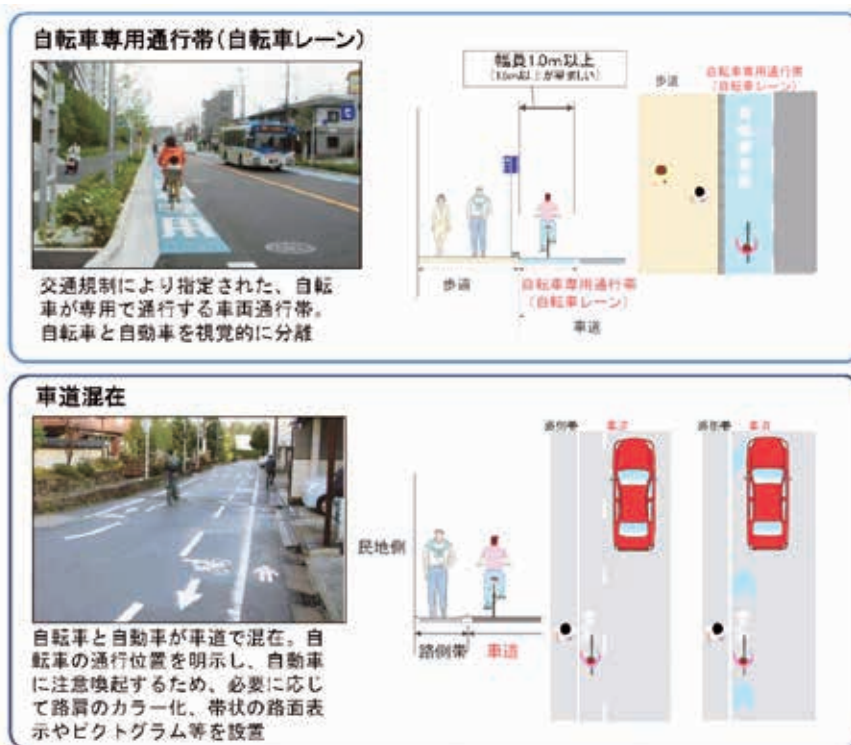 自転車専用通行帯(自転車レーン)
幅員1.0m以上
歩道
自転車専用通行帯
(自転車レーン)
交通規制により指定された、自転
車が専用で通行する車両通行帯。
自転車と自動車を視覚的に分離
歩道
自転車専用通行帯
(自転車レーン)
車道
車道混在
路側帯
路側帯
民地側
路側帯
車道
自転車と自動車が車道で混在。自
転車の通行位置を明示し、自動車
に注意喚起するため、必要に応じ
て路肩のカラー化、帯状の路面表
示やピクトグラム等を設置